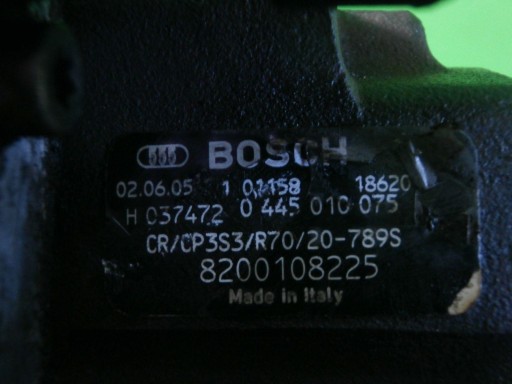 BOSCH
02.06.05 1 01158 18620
H 037472 0 445 010 075
CR/CP3S3/R70/20-789S
8200108225
Made in Italy